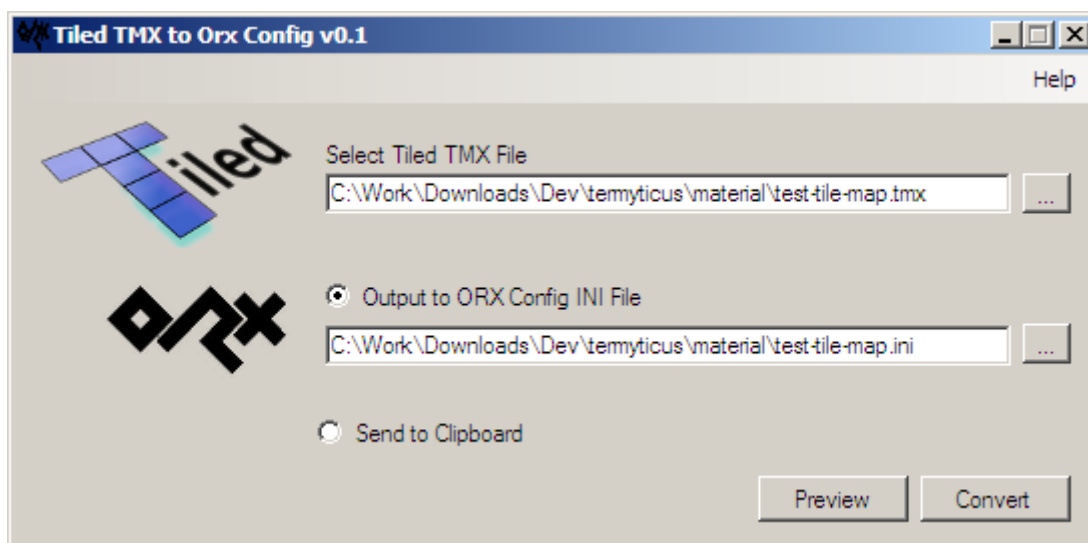 Tiled TMX to Orx Config v0.1
Help
Tiled
Select Tiled TMX File
C:\Work\Downloads\Dev\termyticus\material\test-tile-map.tmx
...
orx
Output to ORX Config INI File
C:\Work\Downloads\Dev\termyticus\material\test-tile-map.ini
...
Send to Clipboard
Preview Convert